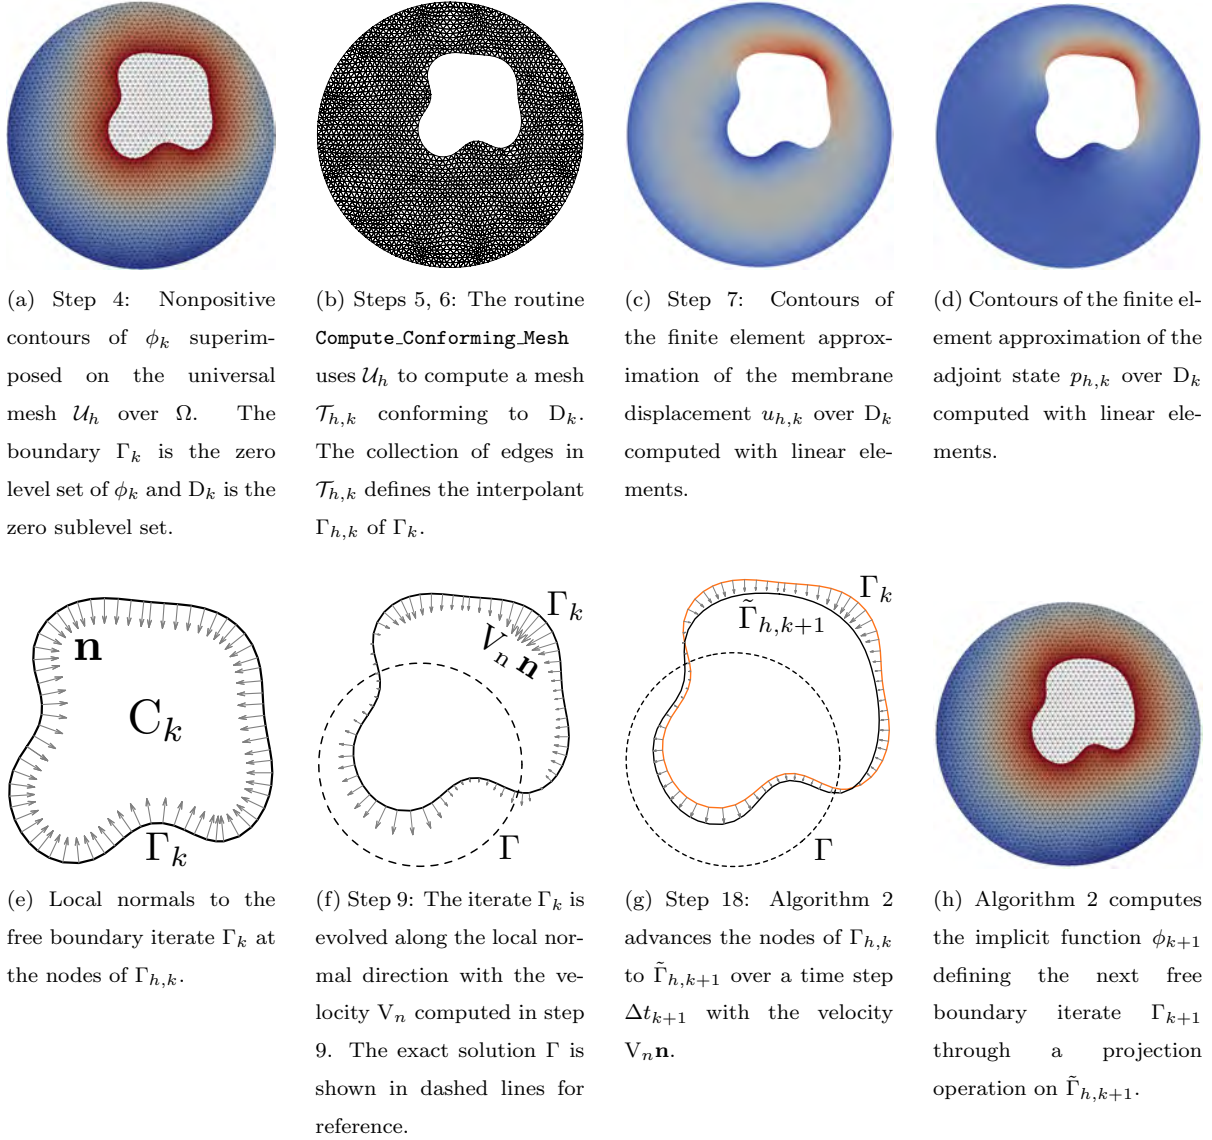 (a) Step 4: Nonpositive
contours of ϕ_k superim-
posed on the universal
mesh 𝒰_h over Ω. The
boundary Γ_k is the zero
level set of ϕ_k and D_k is the
zero sublevel set.
(b) Steps 5, 6: The routine
Compute_Conforming_Mesh
uses 𝒰_h to compute a mesh
𝒯_{h,k} conforming to D_k.
The collection of edges in
𝒯_{h,k} defines the interpolant
Γ_{h,k} of Γ_k.
(c) Step 7: Contours of
the finite element approx-
imation of the membrane
displacement u_{h,k} over D_k
computed with linear ele-
ments.
(d) Contours of the finite el-
ement approximation of the
adjoint state p_{h,k} over D_k
computed with linear ele-
ments.
n
C_k
Γ_k
Γ_k
V_n n
Γ
Γ_k
Γ̃_{h,k+1}
Γ
(e) Local normals to the
free boundary iterate Γ_k at
the nodes of Γ_{h,k}.
(f) Step 9: The iterate Γ_k is
evolved along the local nor-
mal direction with the ve-
locity V_n computed in step
9. The exact solution Γ is
shown in dashed lines for
reference.
(g) Step 18: Algorithm 2
advances the nodes of Γ_{h,k}
to Γ̃_{h,k+1} over a time step
Δt_{k+1} with the velocity
V_n n.
(h) Algorithm 2 computes
the implicit function ϕ_{k+1}
defining the next free
boundary iterate Γ_{k+1}
through a projection
operation on Γ̃_{h,k+1}.